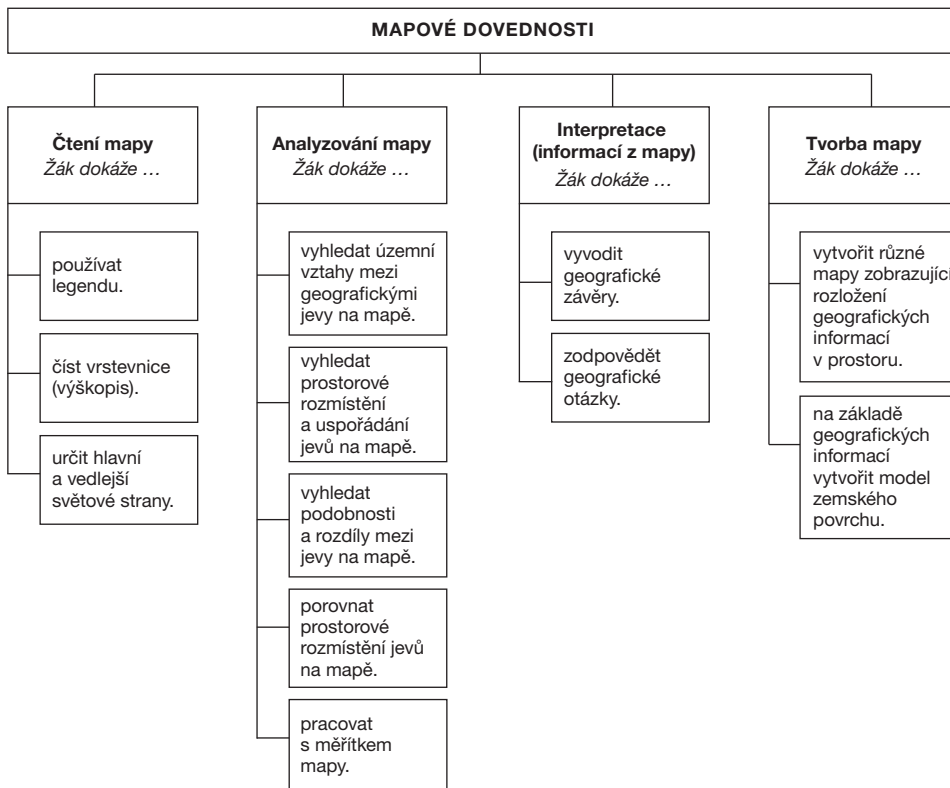 MAPOVÉ DOVEDNOSTI
Čtení mapy
Žák dokáže …
používat
legendu.
číst vrstevnice
(výškopis).
určit hlavní
a vedlejší
světové strany.
Analyzování mapy
Žák dokáže …
vyhledat územní
vztahy mezi
geografickými
jevy na mapě.
vyhledat
prostorové
rozmístění
a uspořádání
jevů na mapě.
vyhledat
podobnosti
a rozdíly mezi
jevy na mapě.
porovnat
prostorové
rozmístění jevů
na mapě.
pracovat
s měřítkem
mapy.
Interpretace
(informací z mapy)
Žák dokáže …
vyvodit
geografické
závěry.
zodpovědět
geografické
otázky.
Tvorba mapy
Žák dokáže …
vytvořit různé
mapy zobrazující
rozložení
geografických
informací
v prostoru.
na základě
geografických
informací
vytvořit model
zemského
povrchu.